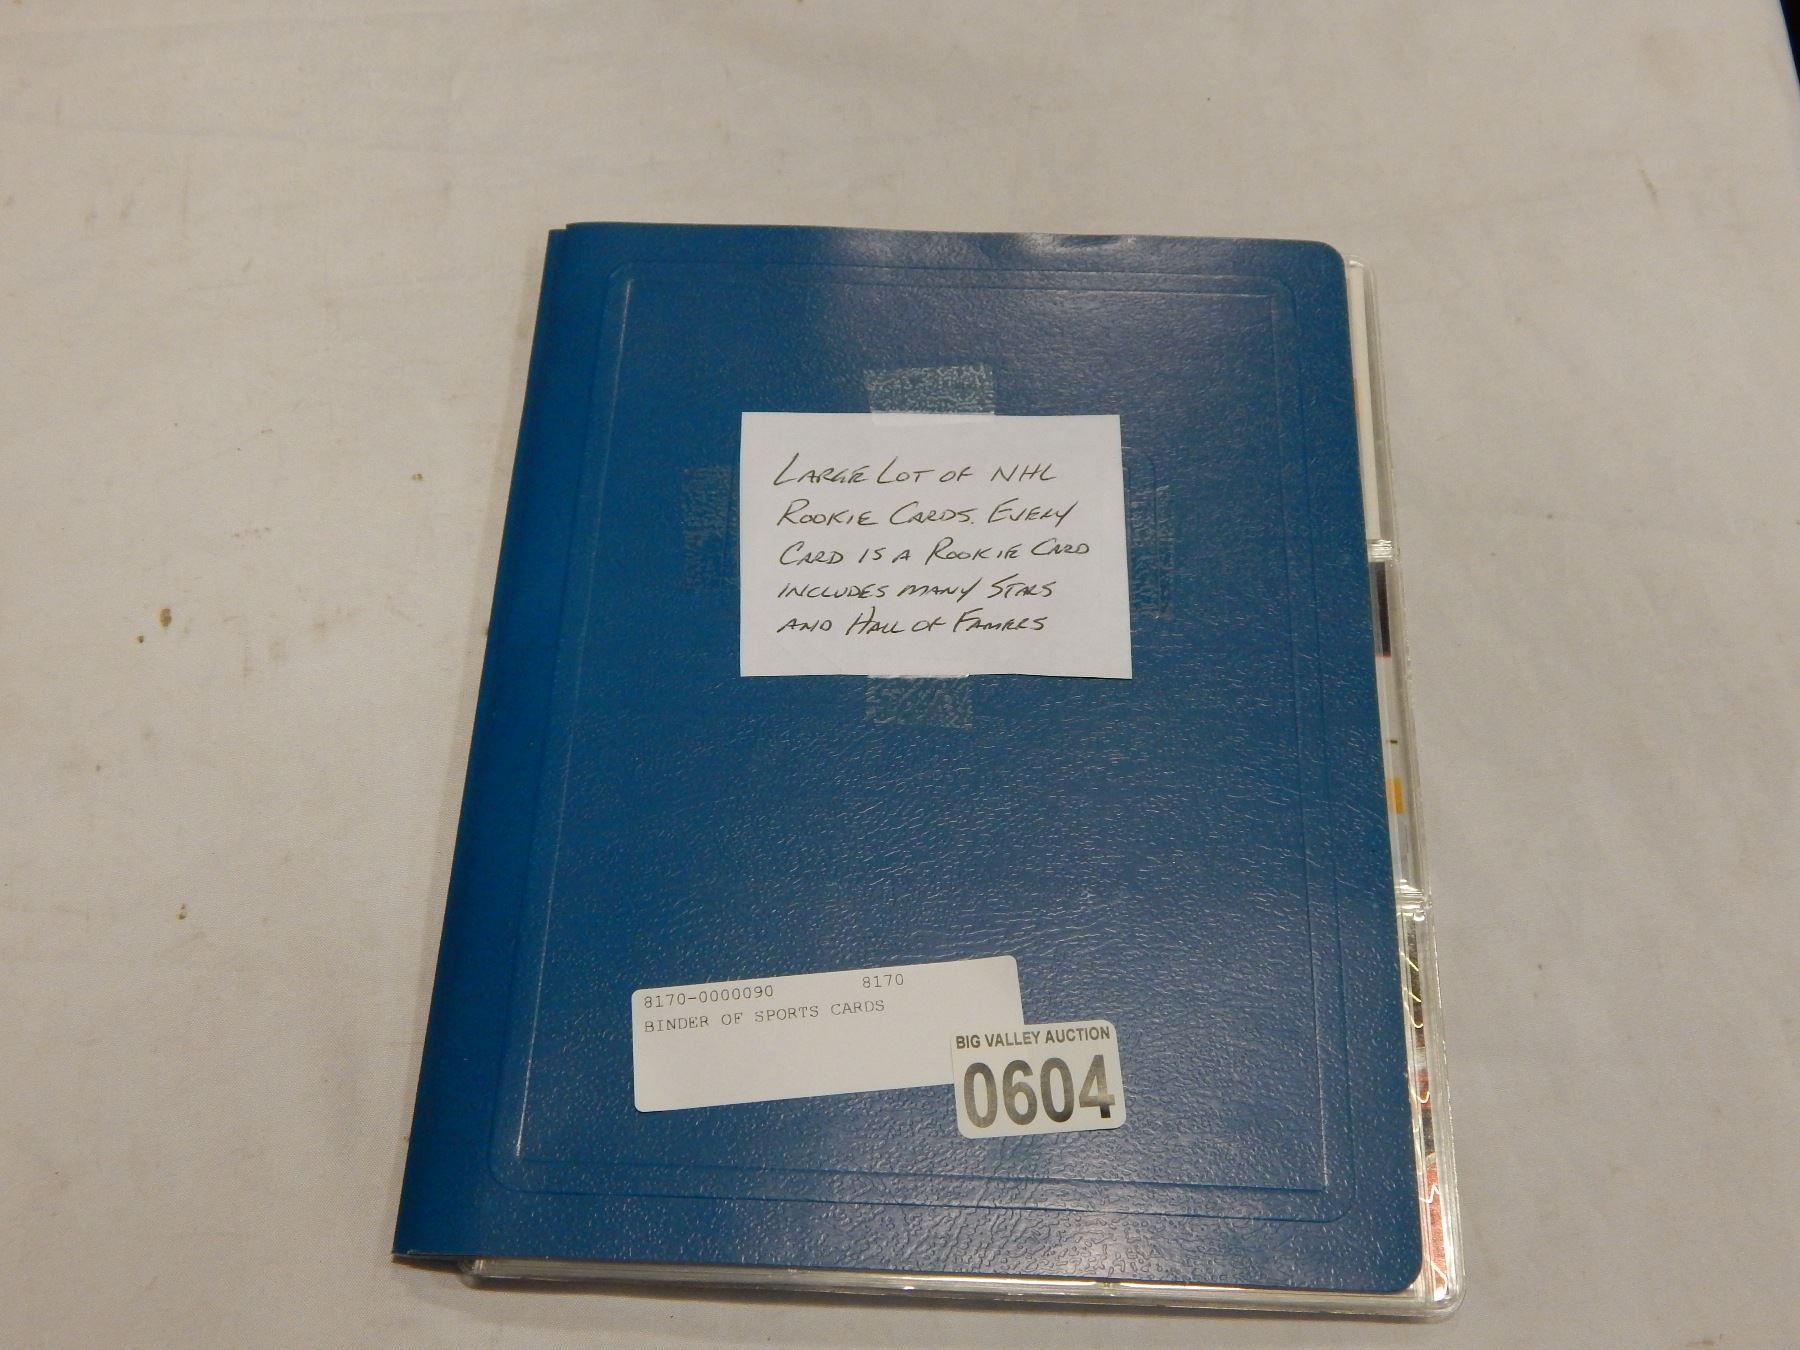 LARGE LOT OF NHL
ROOKIE CARDS. EVERY
CARD IS A ROOKIE CARD
INCLUDES MANY STARS
AND HALL OF FAMERS
8170-0000090 8170
BINDER OF SPORTS CARDS
BIG VALLEY AUCTION
0604